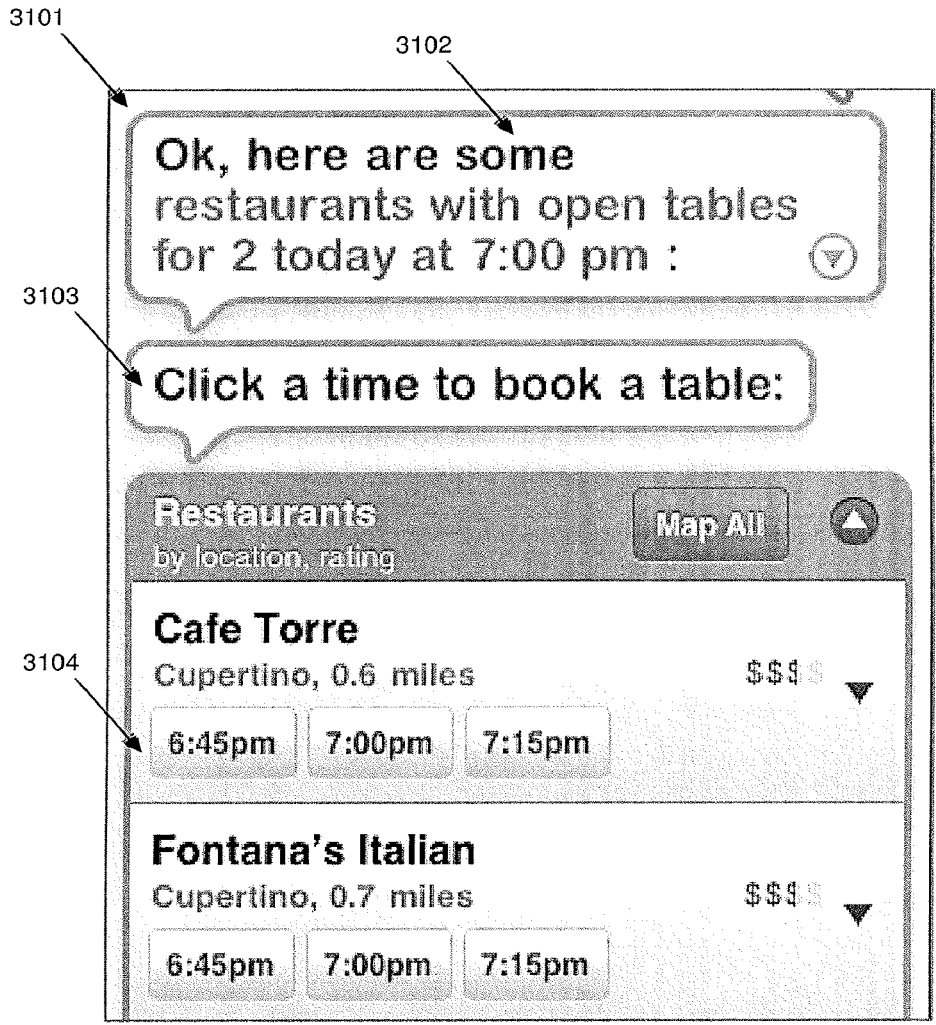 3101
3102
Ok, here are some
restaurants with open tables
for 2 today at 7:00 pm :
3103
Click a time to book a table:
Restaurants
Map All
by location, rating
Cafe Torre
3104
Cupertino, 0.6 miles
$$$$
6:45pm 7:00pm 7:15pm
Fontana's Italian
Cupertino, 0.7 miles
$$$$
6:45pm 7:00pm 7:15pm